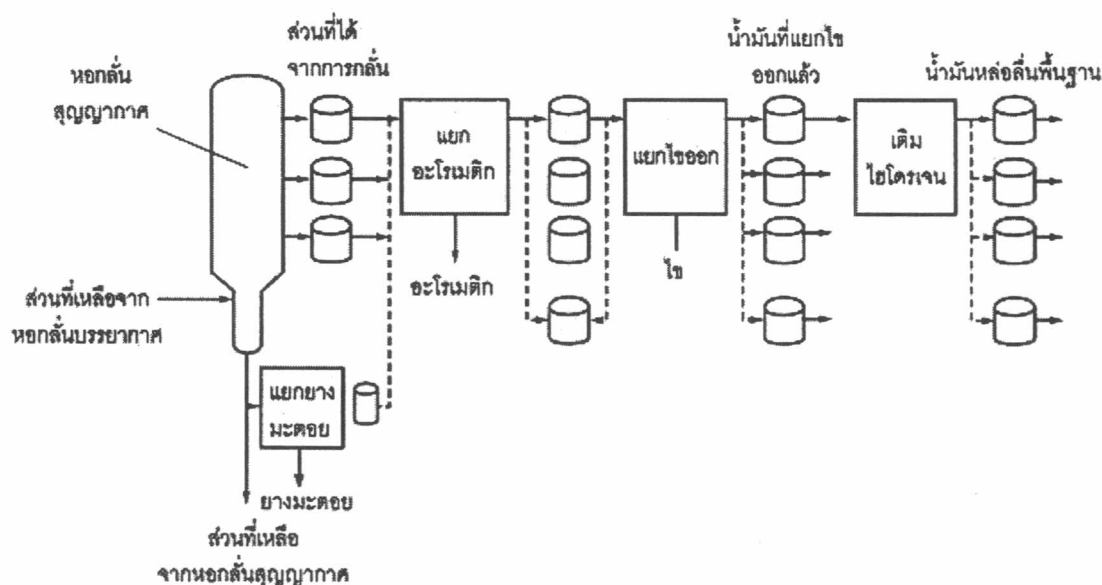 หอกลั่น
สุญญากาศ
ส่วนที่ได้
จากการกลั่น
น้ำมันที่แยกไข
ออกแล้ว
น้ำมันหล่อลื่นพื้นฐาน
แยก
อะโรเมติก
แยกไขออก
เติม
ไฮโดรเจน
อะโรเมติก
ไข
ส่วนที่เหลือจาก
หอกลั่นบรรยากาศ
แยกยาง
มะตอย
ยางมะตอย
ส่วนที่เหลือ
จากหอกลั่นสุญญากาศ